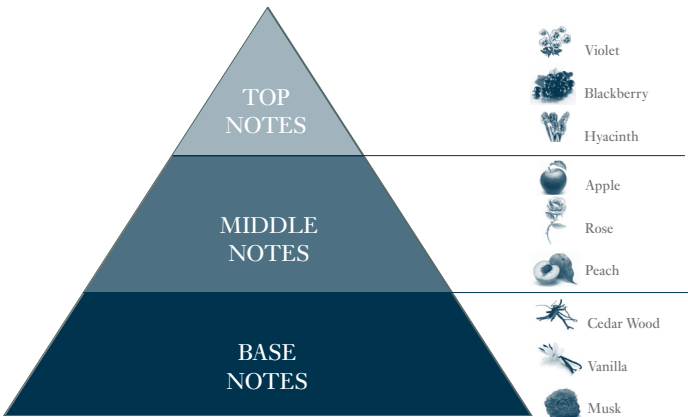 TOP
NOTES
Violet
Blackberry
Hyacinth
MIDDLE
NOTES
Apple
Rose
Peach
BASE
NOTES
Cedar Wood
Vanilla
Musk